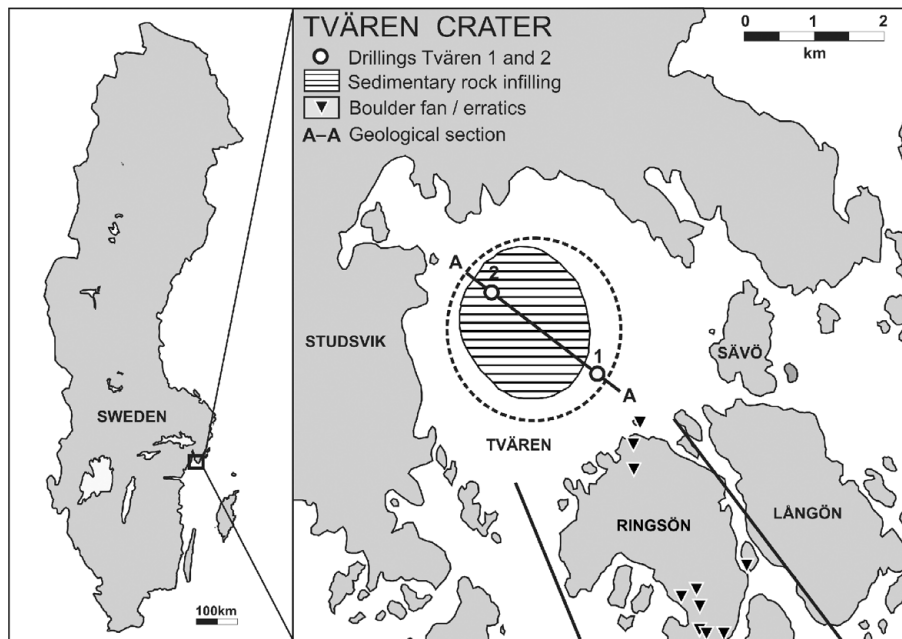 TVÄREN CRATER
Drillings Tvären 1 and 2
Sedimentary rock infilling
Boulder fan / erratics
A–A Geological section
0 1 2
km
A
2
STUDSVIK
SÄVÖ
1
A
SWEDEN
TVÄREN
RINGSÖN
LÅNGÖN
100km